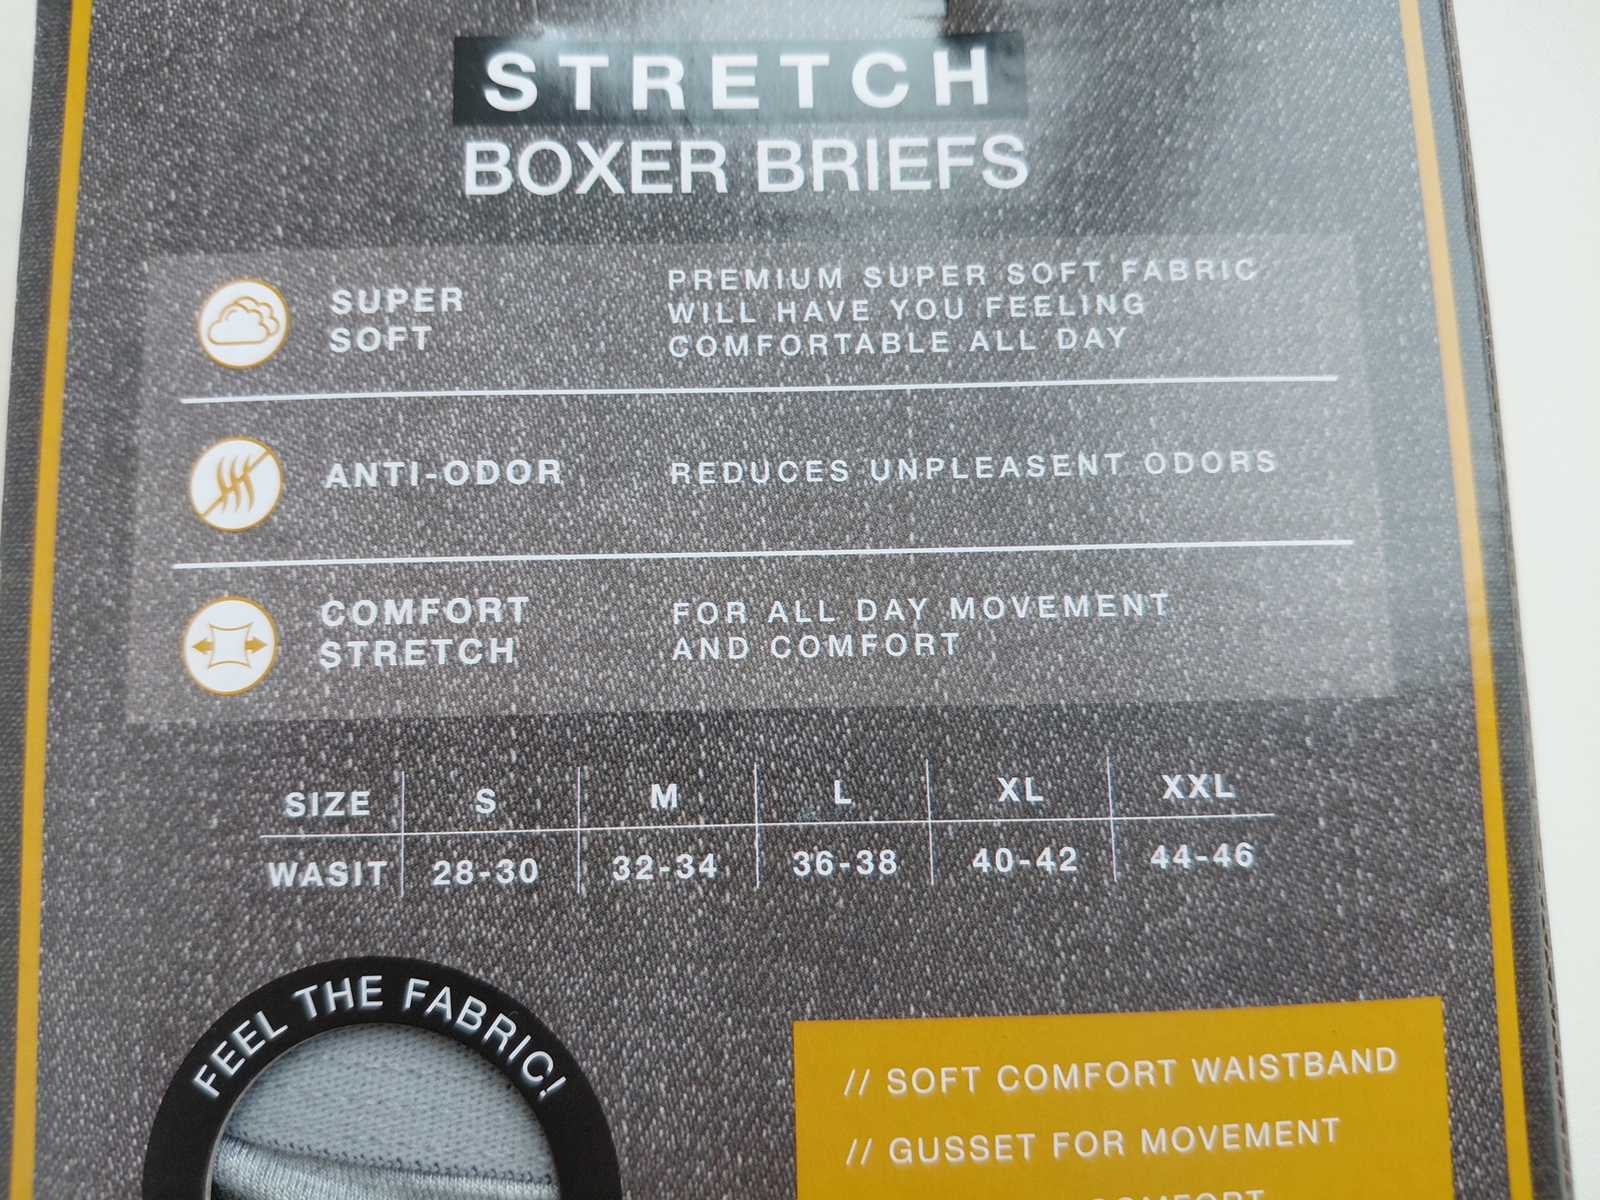 STRETCH
BOXER BRIEFS
SUPER
SOFT
PREMIUM SUPER SOFT FABRIC
WILL HAVE YOU FEELING
COMFORTABLE ALL DAY
ANTI-ODOR
REDUCES UNPLEASENT ODORS
COMFORT
STRETCH
FOR ALL DAY MOVEMENT
AND COMFORT
SIZE S M L XL XXL
WASIT 28-30 32-34 36-38 40-42 44-46
FEEL THE FABRIC!
// SOFT COMFORT WAISTBAND
// GUSSET FOR MOVEMENT
COMFORT